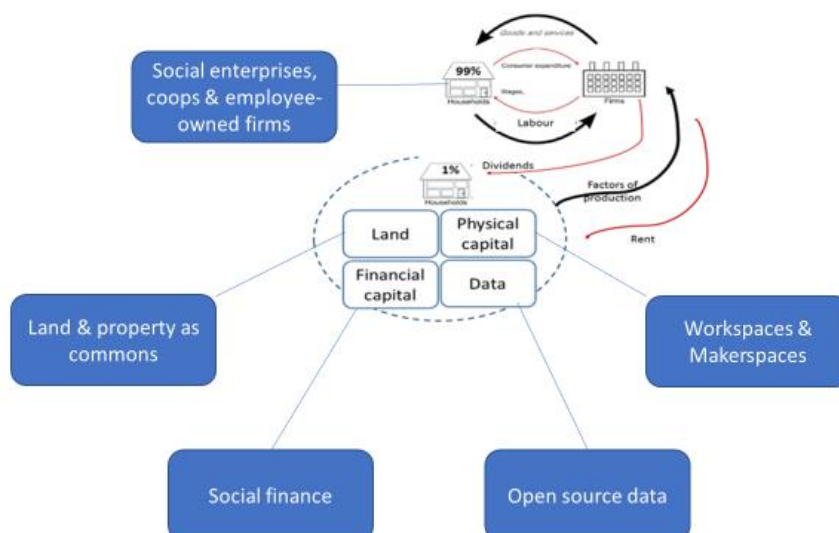 Goods and services
Social enterprises,
coops & employee-
owned firms
99%
Households
Consumer expenditure
Wages,
Firms
Labour
Dividends
1%
Households
Factors of
production
Rent
Land
Physical
capital
Financial
capital
Data
Land & property as
commons
Workspaces &
Makerspaces
Social finance
Open source data